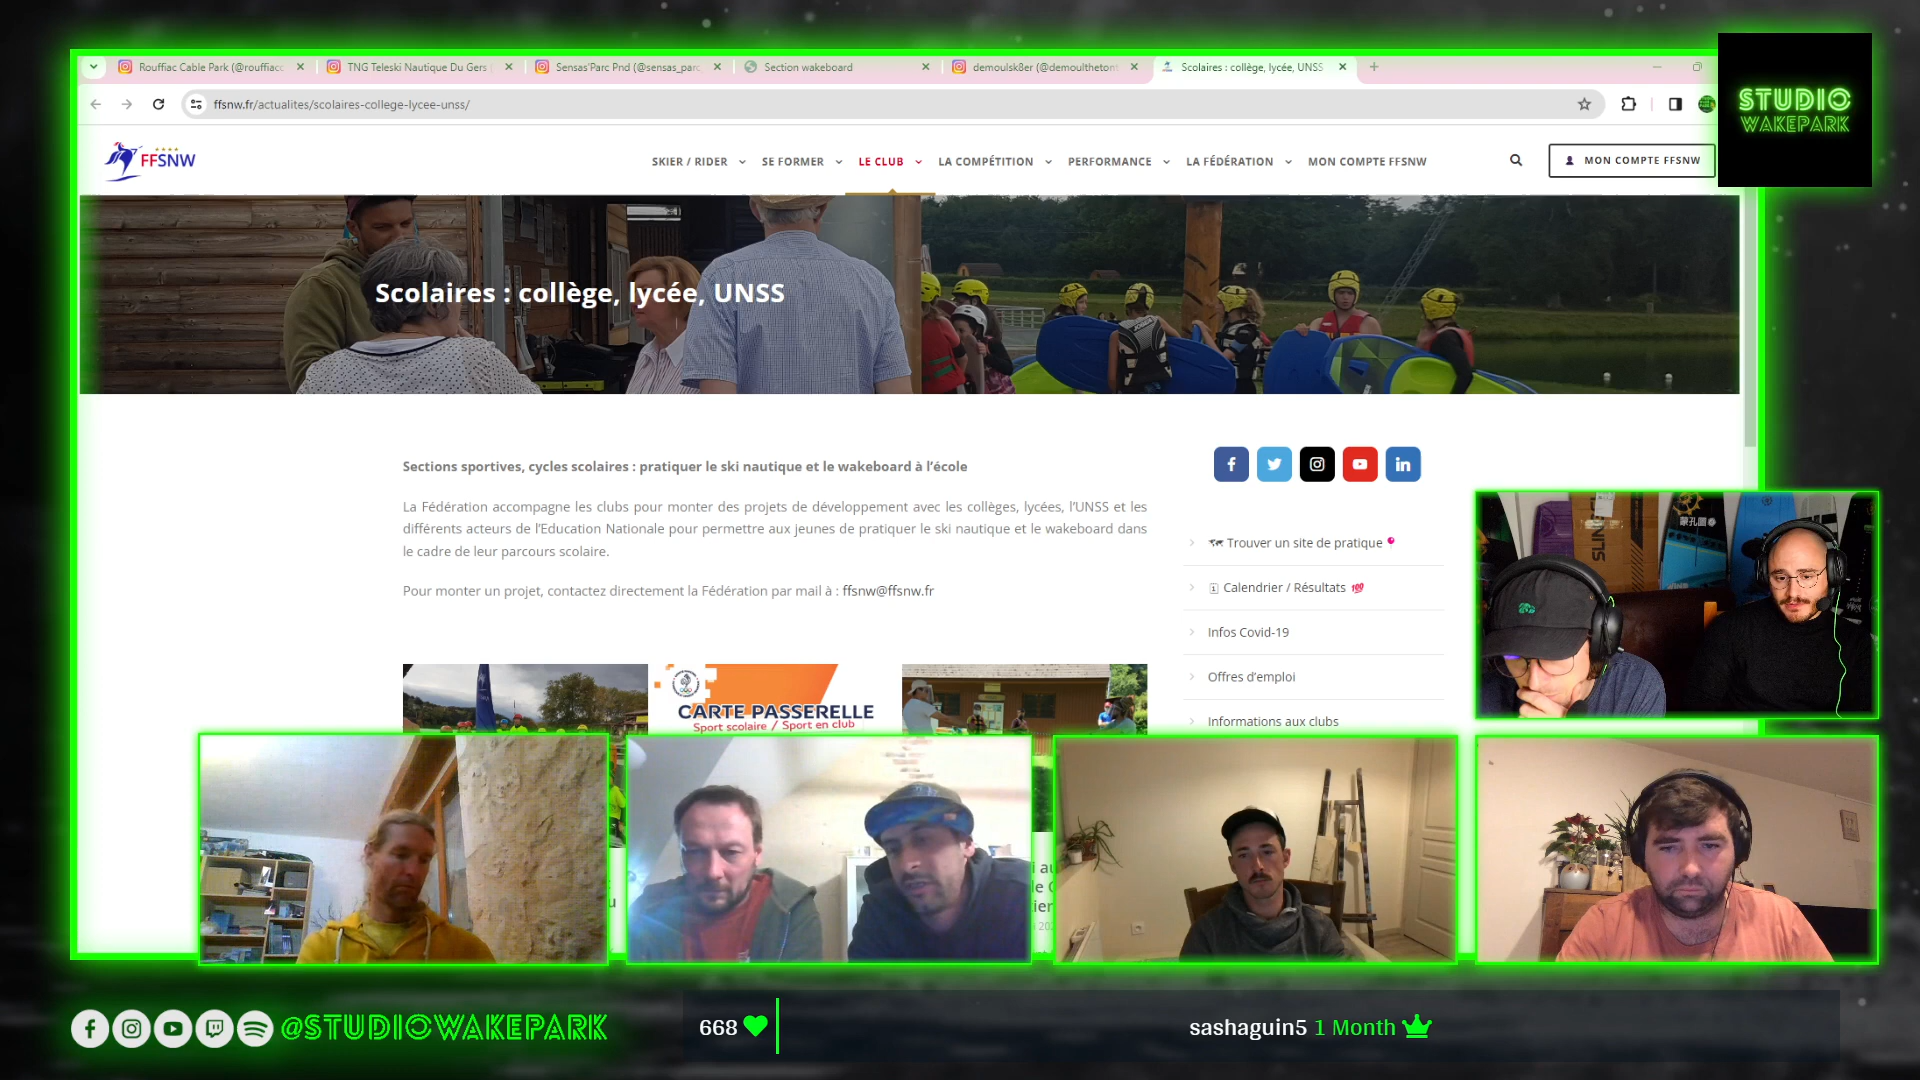 Rouffiac Cable Park (@rouffiacc
TNG Teleski Nautique Du Gers
Sensas'Parc Pnd (@sensas_parc
Section wakeboard
demoulsk8er (@demoulthetont
Scolaires : collège, lycée, UNSS
ffsnw.fr/actualites/scolaires-college-lycee-unss/
STUDIO
WAKEPARK
FFSNW
SKIER / RIDER
SE FORMER
LE CLUB
LA COMPÉTITION
PERFORMANCE
LA FÉDÉRATION
MON COMPTE FFSNW
MON COMPTE FFSNW
Scolaires : collège, lycée, UNSS
Sections sportives, cycles scolaires : pratiquer le ski nautique et le wakeboard à l'école
La Fédération accompagne les clubs pour monter des projets de développement avec les collèges, lycées, l'UNSS et les
différents acteurs de l'Education Nationale pour permettre aux jeunes de pratiquer le ski nautique et le wakeboard dans
le cadre de leur parcours scolaire.
Pour monter un projet, contactez directement la Fédération par mail à : ffsnw@ffsnw.fr
Trouver un site de pratique
Calendrier / Résultats
Infos Covid-19
Offres d'emploi
Informations aux clubs
CARTE PASSERELLE
Sport scolaire / Sport en club
@STUDIOWAKEPARK
668
sashaguin5 1 Month